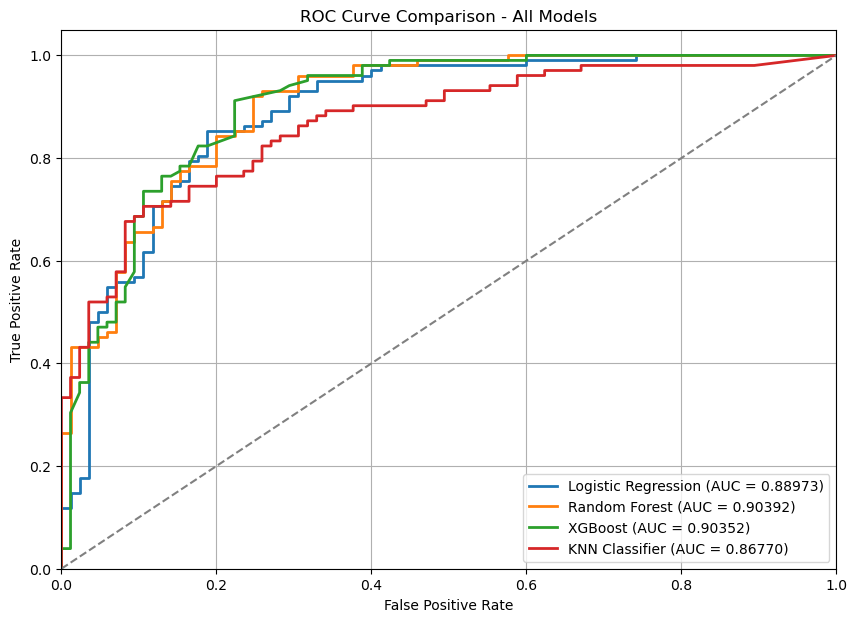 ROC Curve Comparison - All Models
True Positive Rate
1.0
0.8
0.6
0.4
0.2
0.0
0.0 0.2 0.4 0.6 0.8 1.0
False Positive Rate
Logistic Regression (AUC = 0.88973)
Random Forest (AUC = 0.90392)
XGBoost (AUC = 0.90352)
KNN Classifier (AUC = 0.86770)